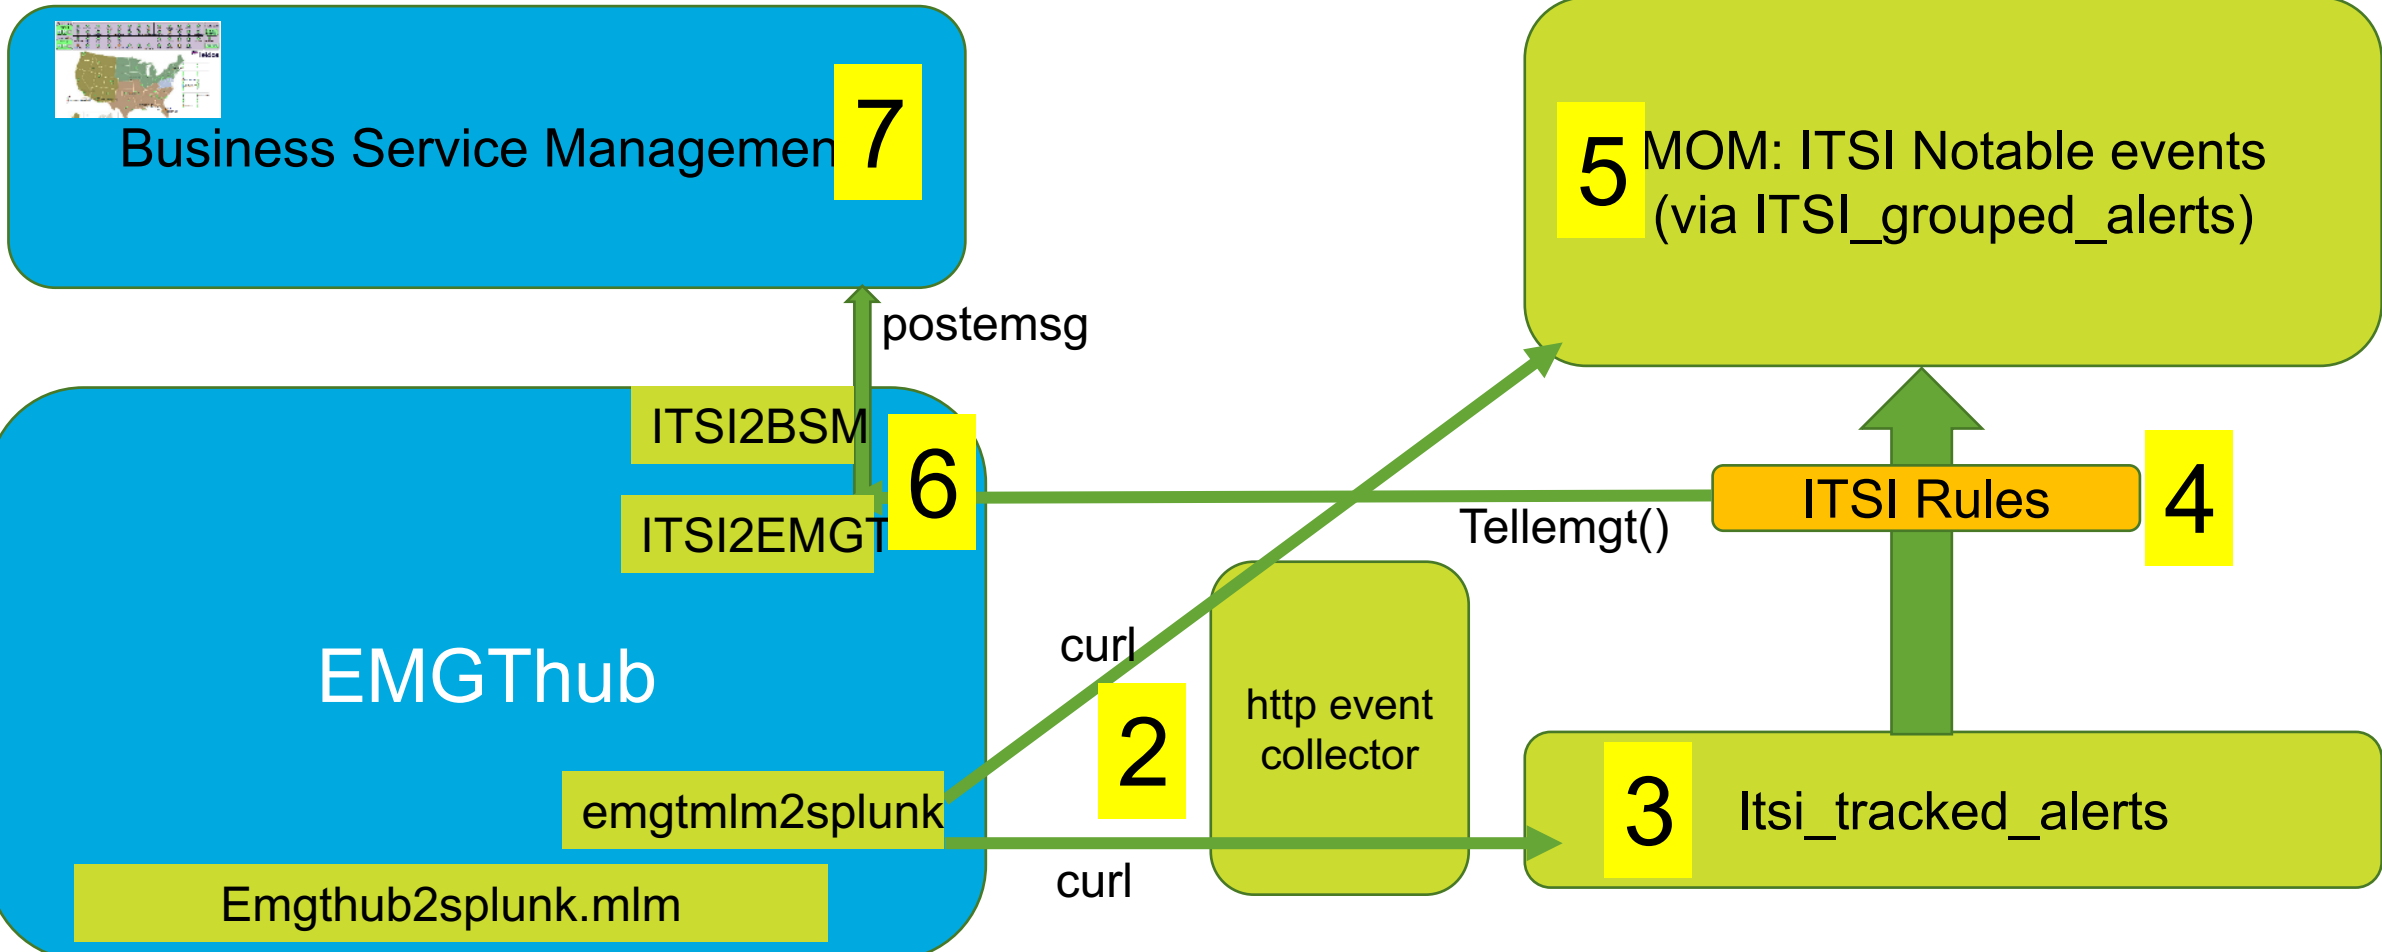 Business Service Managemen
7
5
MOM: ITSI Notable events
(via ITSI_grouped_alerts)
postemsg
ITSI2BSM
6
ITSI2EMGT
Tellemgt()
ITSI Rules
4
EMGThub
curl
2
http event
collector
emgtmlm2splunk
3
Itsi_tracked_alerts
curl
Emgthub2splunk.mlm